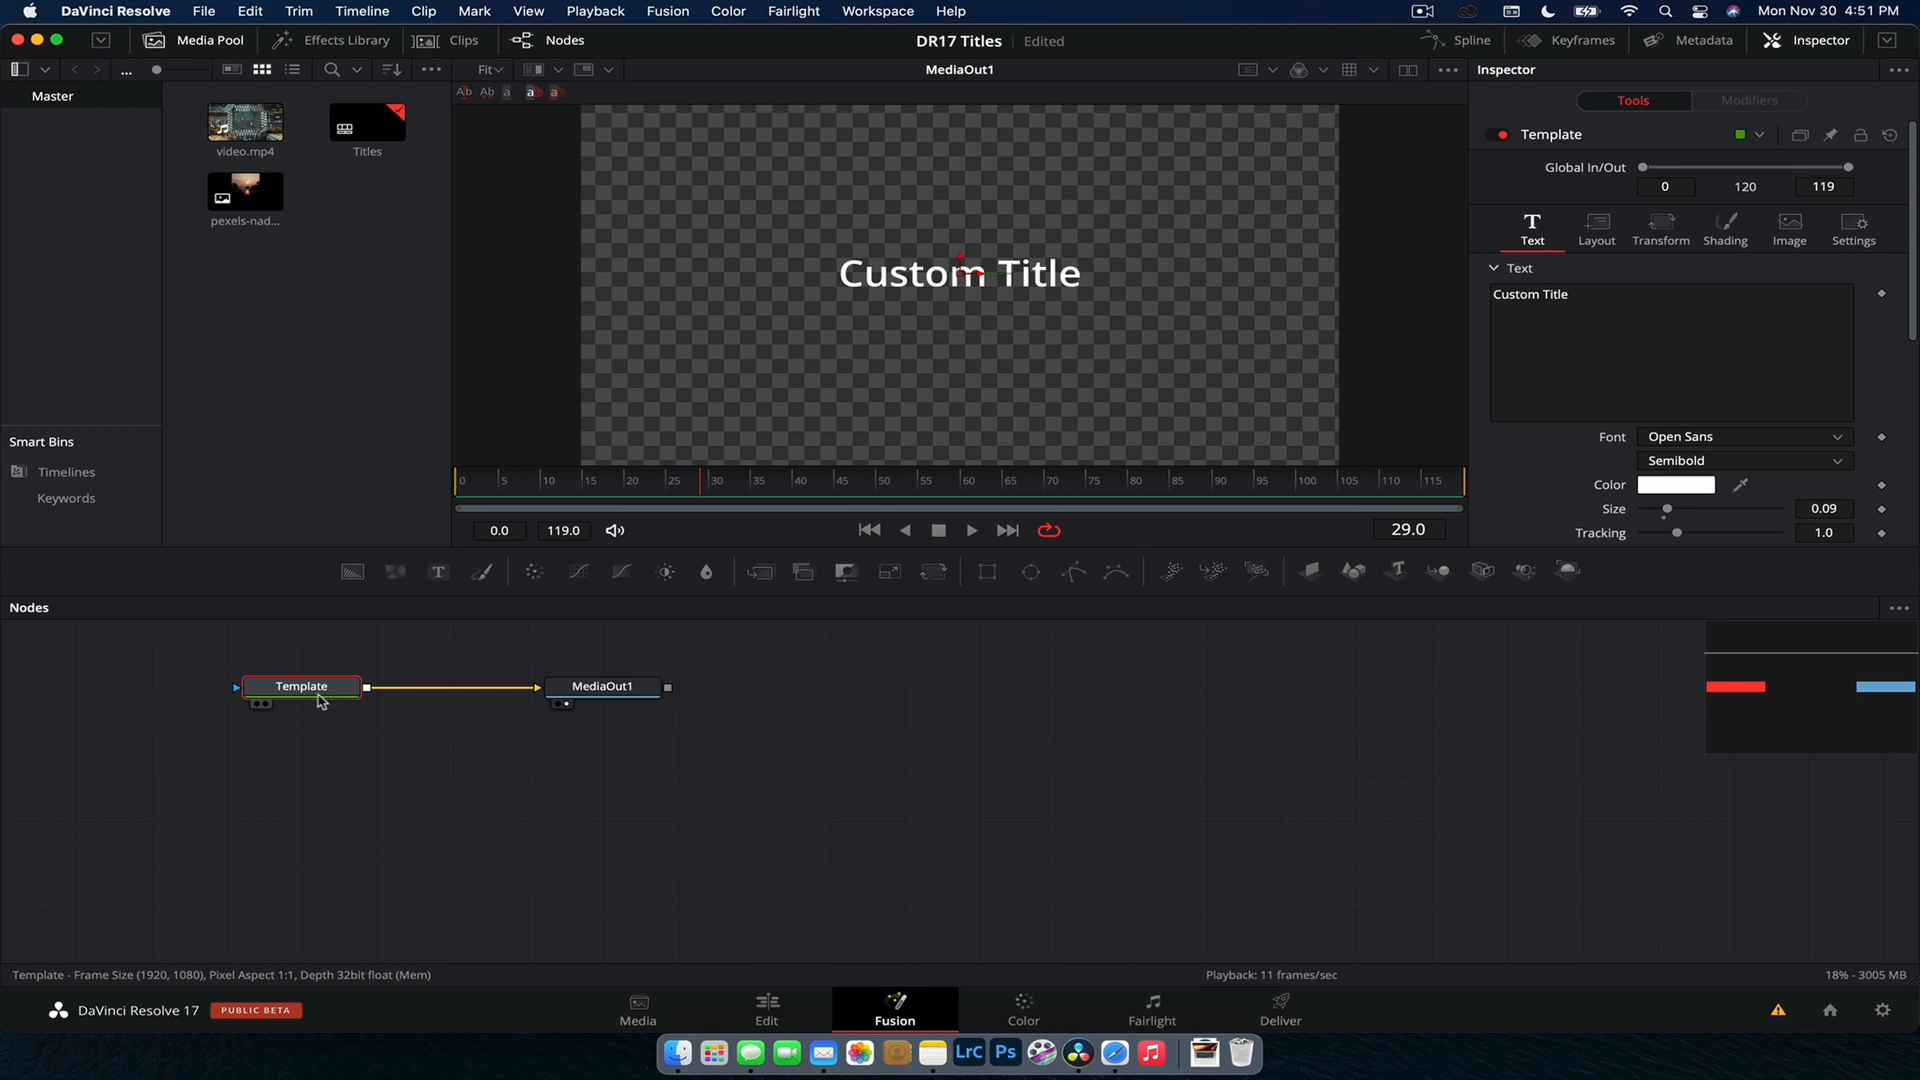 DaVinci Resolve File Edit Trim Timeline Clip Mark View Playback Fusion Color Fairlight Workspace Help Mon Nov 30 4:51 PM
Media Pool Effects Library Clips Nodes DR17 Titles Edited Spline Keyframes Metadata Inspector
... Fit MediaOut1 Inspector
Master
Tools Modifiers
Template
Global In/Out
0 120 119
video.mp4 Titles
pexels-nad...
Text Layout Transform Shading Image Settings
Text
Custom Title
Custom Title
Font Open Sans
Semibold
Color
Size 0.09
Tracking 1.0
Smart Bins
Timelines
Keywords
0 5 10 15 20 25 30 35 40 45 50 55 60 65 70 75 80 85 90 95 100 105 110 115
0.0 119.0 29.0
Nodes
Template MediaOut1
Template - Frame Size (1920, 1080), Pixel Aspect 1:1, Depth 32bit float (Mem) Playback: 11 frames/sec 18% - 3005 MB
DaVinci Resolve 17 PUBLIC BETA Media Edit Fusion Color Fairlight Deliver
LrC Ps